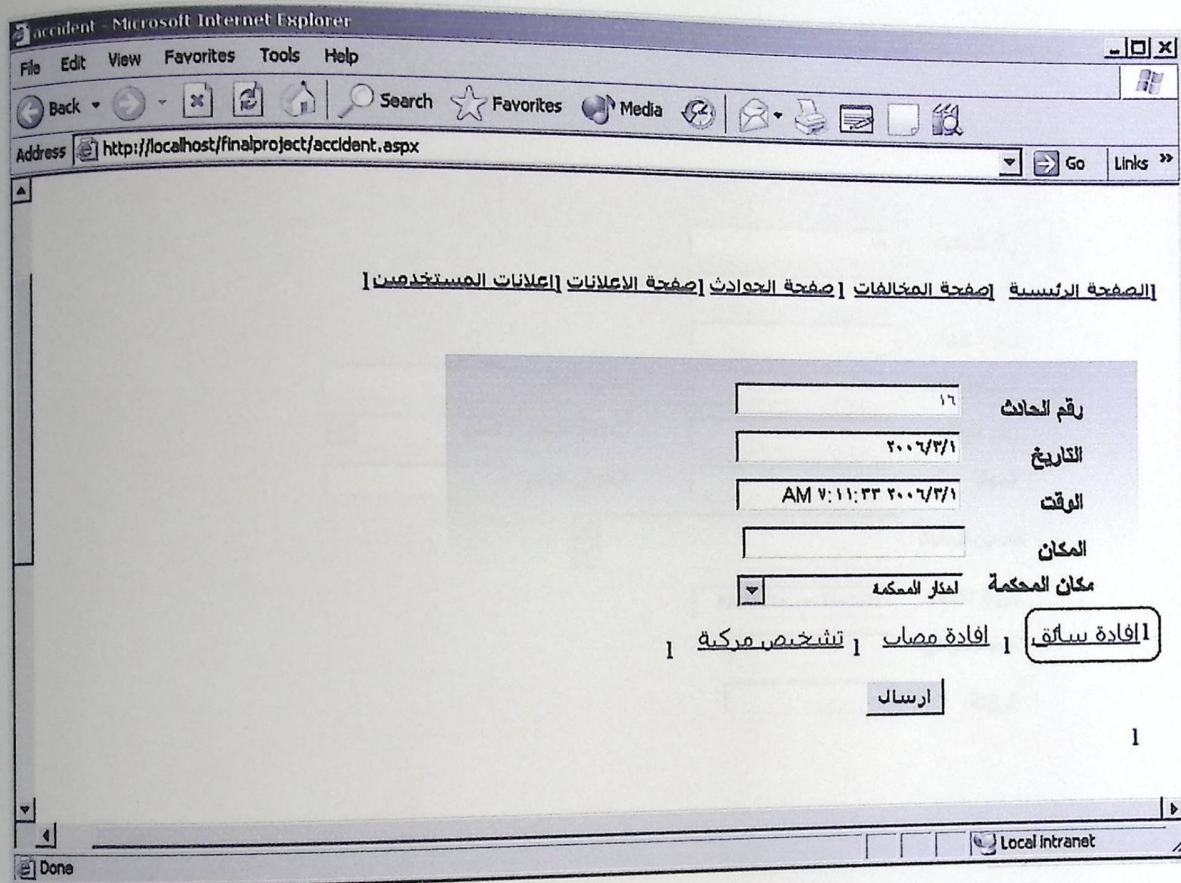 accident - Microsoft Internet Explorer
File Edit View Favorites Tools Help
Back Search Favorites Media
Address http://localhost/finalproject/accident.aspx Go Links »
[الصفحة الرئيسية [صفحة المخالفات [صفحة الحوادث [صفحة الاعلانات [اعلانات المستخدمين [
رقم الحادث ١٦
التاريخ ٢٠٠٦/٣/١
الوقت ٢٠٠٦/٣/١ ٧:١١:٣٣ AM
المكان
مكان المحكمة اختار المحكمة
[افادة سائق [ افادة مصاب [ تشخيص مركبة [
ارسال
[
Done Local intranet